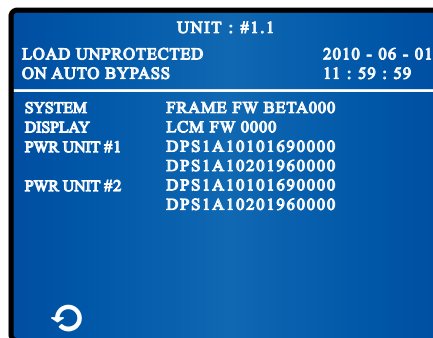 UNIT : #1.1
LOAD UNPROTECTED 2010 - 06 - 01
ON AUTO BYPASS 11 : 59 : 59
SYSTEM FRAME FW BETA000
DISPLAY LCM FW 0000
PWR UNIT #1 DPS1A10101690000
DPS1A10201960000
PWR UNIT #2 DPS1A10101690000
DPS1A10201960000